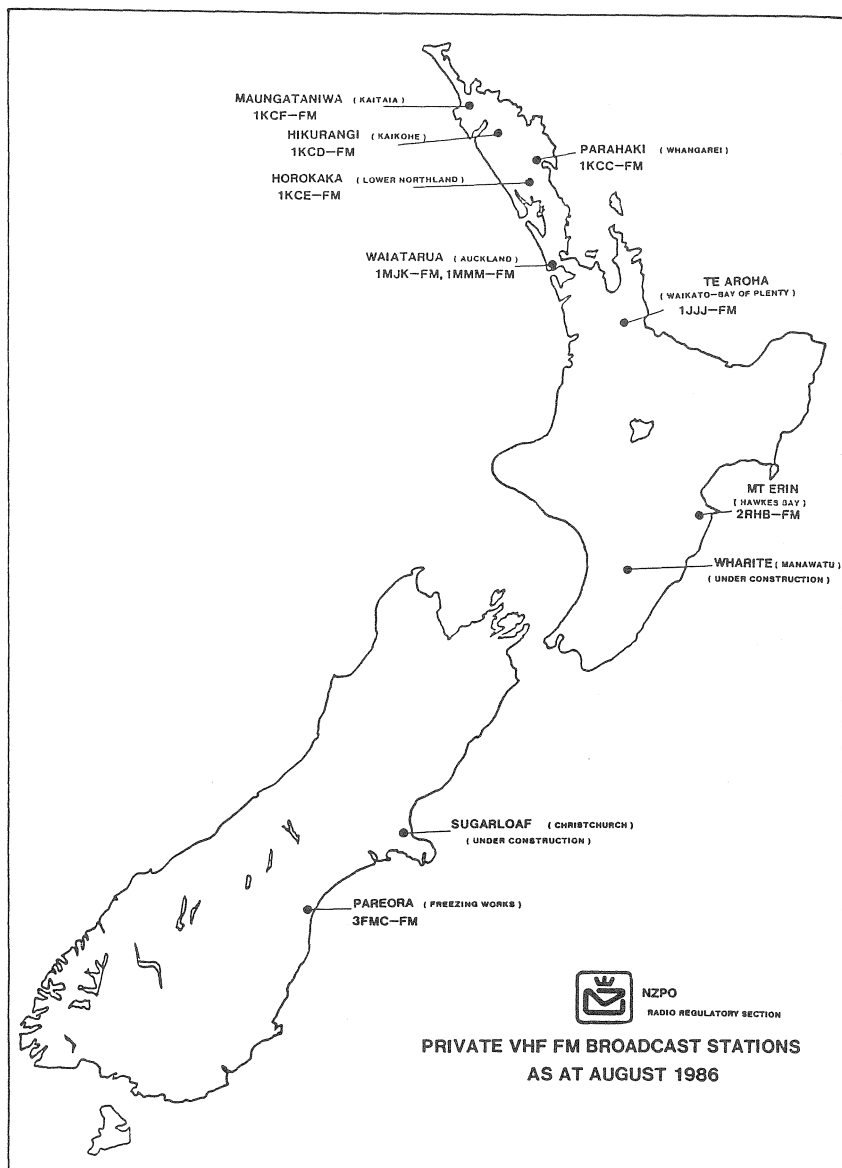 MAUNGATANIWA ( KAITAIA )
1KCF-FM
HIKURANGI ( KAIKOHE )
1KCD-FM
PARAHAKI ( WHANGAREI )
1KCC-FM
HOROKAKA ( LOWER NORTHLAND )
1KCE-FM
WAIATARUA ( AUCKLAND )
1MJK-FM, 1MMM-FM
TE AROHA
( WAIKATO-BAY OF PLENTY )
1JJJ-FM
MT ERIN
( HAWKES BAY )
2RHB-FM
WHARITE ( MANAWATU )
( UNDER CONSTRUCTION )
SUGARLOAF ( CHRISTCHURCH )
( UNDER CONSTRUCTION )
PAREORA ( FREEZING WORKS )
3FMC-FM
NZPO
RADIO REGULATORY SECTION
PRIVATE VHF FM BROADCAST STATIONS
AS AT AUGUST 1986